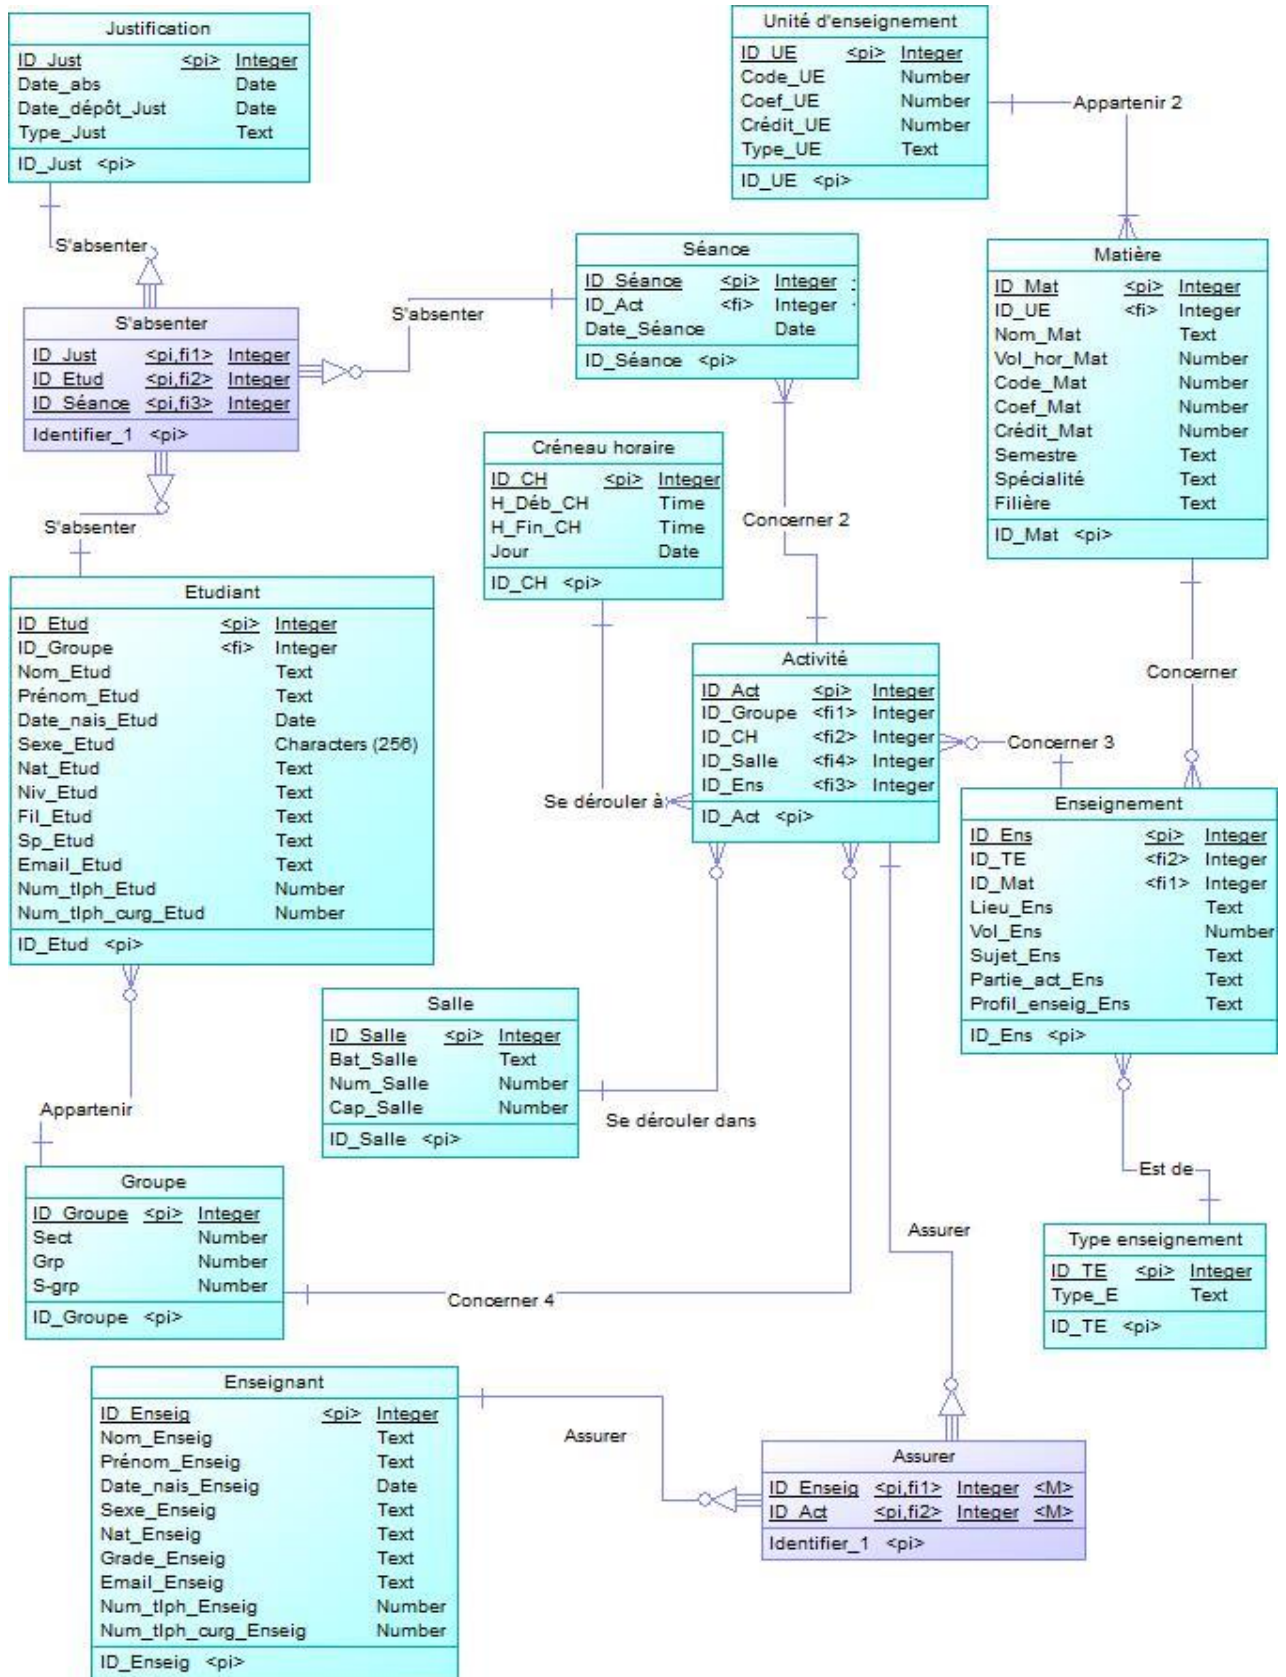 Justification
ID_Just <pi> Integer
Date_abs Date
Date_dépôt_Just Date
Type_Just Text
ID_Just <pi>
Unité d'enseignement
ID_UE <pi> Integer
Code_UE Number
Coef_UE Number
Crédit_UE Number
Type_UE Text
ID_UE <pi>
Appartenir 2
S'absenter
S'absenter
ID_Just <pi,fi1> Integer
ID_Etud <pi,fi2> Integer
ID_Séance <pi,fi3> Integer
Identifier_1 <pi>
S'absenter
Séance
ID_Séance <pi> Integer
ID_Act <fi> Integer
Date_Séance Date
ID_Séance <pi>
Matière
ID_Mat <pi> Integer
ID_UE <fi> Integer
Nom_Mat Text
Vol_hor_Mat Number
Code_Mat Number
Coef_Mat Number
Crédit_Mat Number
Semestre Text
Spécialité Text
Filière Text
ID_Mat <pi>
Créneau horaire
ID_CH <pi> Integer
H_Déb_CH Time
H_Fin_CH Time
Jour Date
ID_CH <pi>
Concerner 2
S'absenter
Etudiant
ID_Etud <pi> Integer
ID_Groupe <fi> Integer
Nom_Etud Text
Prénom_Etud Text
Date_nais_Etud Date
Sexe_Etud Characters (256)
Nat_Etud Text
Niv_Etud Text
Fil_Etud Text
Sp_Etud Text
Email_Etud Text
Num_tlph_Etud Number
Num_tlph_curg_Etud Number
ID_Etud <pi>
Activité
ID_Act <pi> Integer
ID_Groupe <fi1> Integer
ID_CH <fi2> Integer
ID_Salle <fi4> Integer
ID_Ens <fi3> Integer
ID_Act <pi>
Concerner
Concerner 3
Se dérouler à
Enseignement
ID_Ens <pi> Integer
ID_TE <fi2> Integer
ID_Mat <fi1> Integer
Lieu_Ens Text
Vol_Ens Number
Sujet_Ens Text
Partie_act_Ens Text
Profil_enseig_Ens Text
ID_Ens <pi>
Salle
ID_Salle <pi> Integer
Bat_Salle Text
Num_Salle Number
Cap_Salle Number
ID_Salle <pi>
Se dérouler dans
Appartenir
Groupe
ID_Groupe <pi> Integer
Sect Number
Grp Number
S-grp Number
ID_Groupe <pi>
Concerner 4
Est de
Assurer
Type enseignement
ID_TE <pi> Integer
Type_E Text
ID_TE <pi>
Enseignant
ID_Enseig <pi> Integer
Nom_Enseig Text
Prénom_Enseig Text
Date_nais_Enseig Date
Sexe_Enseig Text
Nat_Enseig Text
Grade_Enseig Text
Email_Enseig Text
Num_tlph_Enseig Number
Num_tlph_curg_Enseig Number
ID_Enseig <pi>
Assurer
Assurer
ID_Enseig <pi,fi1> Integer <M>
ID_Act <pi,fi2> Integer <M>
Identifier_1 <pi>